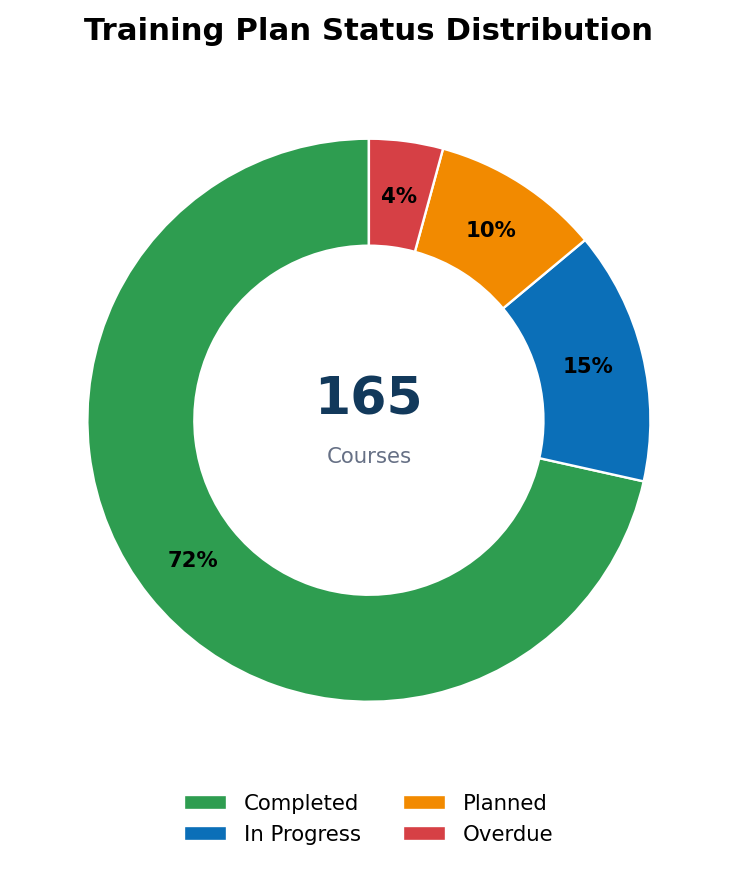 Training Plan Status Distribution
4%
10%
15%
165
Courses
72%
Completed
In Progress
Planned
Overdue